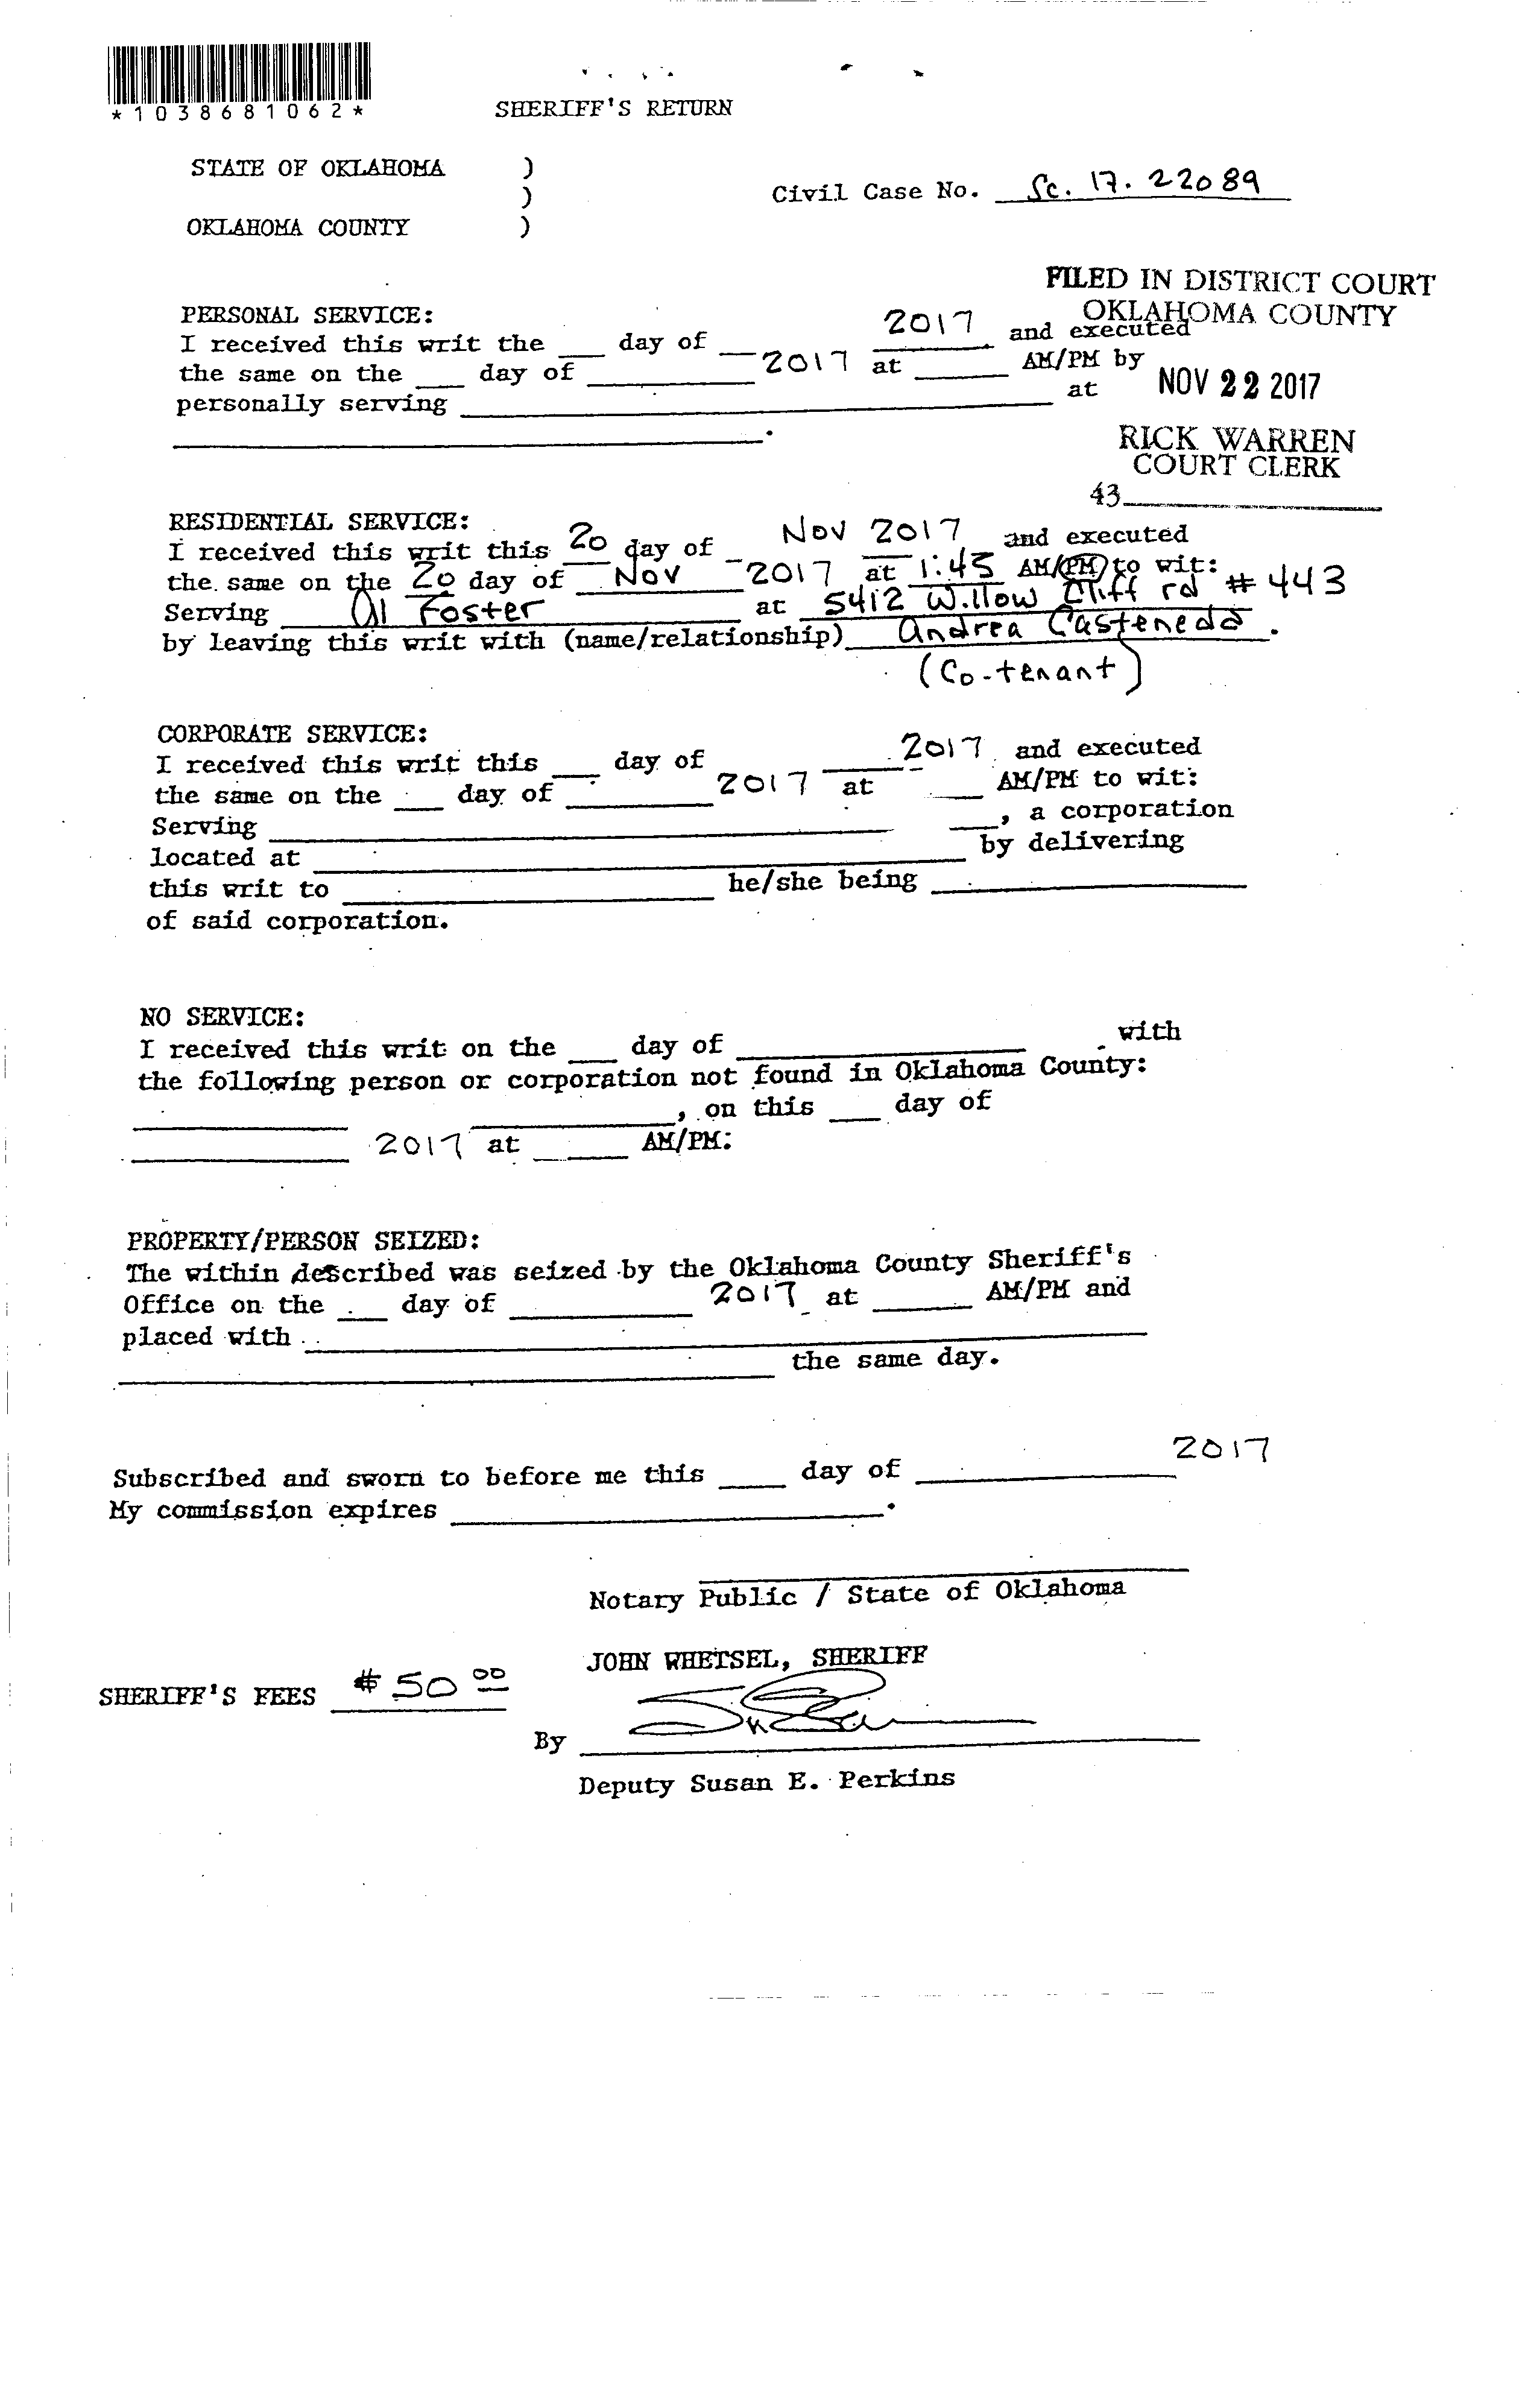 *1038681062*
SHERIFF'S RETURN
STATE OF OKLAHOMA )
)
OKLAHOMA COUNTY )
Civil Case No. Sc. 17. 22089
FILED IN DISTRICT COURT
OKLAHOMA COUNTY
NOV 22 2017
RICK WARREN
COURT CLERK
43____
PERSONAL SERVICE:
I received this writ the ___ day of ___ 2017 and executed
the same on the ___ day of ___ 2017 at ___ AM/PM by
personally serving ___ at
___.
RESIDENTIAL SERVICE:
I received this writ this 20 day of Nov 2017 and executed
the same on the 20 day of Nov 2017 at 1:45 AM/PM to wit:
Serving Al Foster at 5412 Willow Cliff rd # 443
by leaving this writ with (name/relationship) Andrea Casteneda.
(Co-tenant)
CORPORATE SERVICE:
I received this writ this ___ day of ___ 2017 and executed
the same on the ___ day of ___ 2017 at ___ AM/PM to wit:
Serving ___, a corporation
located at ___ by delivering
this writ to ___ he/she being ___
of said corporation.
NO SERVICE:
I received this writ on the ___ day of ___ with
the following person or corporation not found in Oklahoma County:
___, on this ___ day of
___ 2017 at ___ AM/PM:
PROPERTY/PERSON SEIZED:
The within described was seized by the Oklahoma County Sheriff's
Office on the ___ day of ___ 2017 at ___ AM/PM and
placed with ___
___ the same day.
Subscribed and sworn to before me this ___ day of ___ 2017
My commission expires ___.
Notary Public / State of Oklahoma
JOHN WHETSEL, SHERIFF
SHERIFF'S FEES $50 00
By ___
Deputy Susan E. Perkins